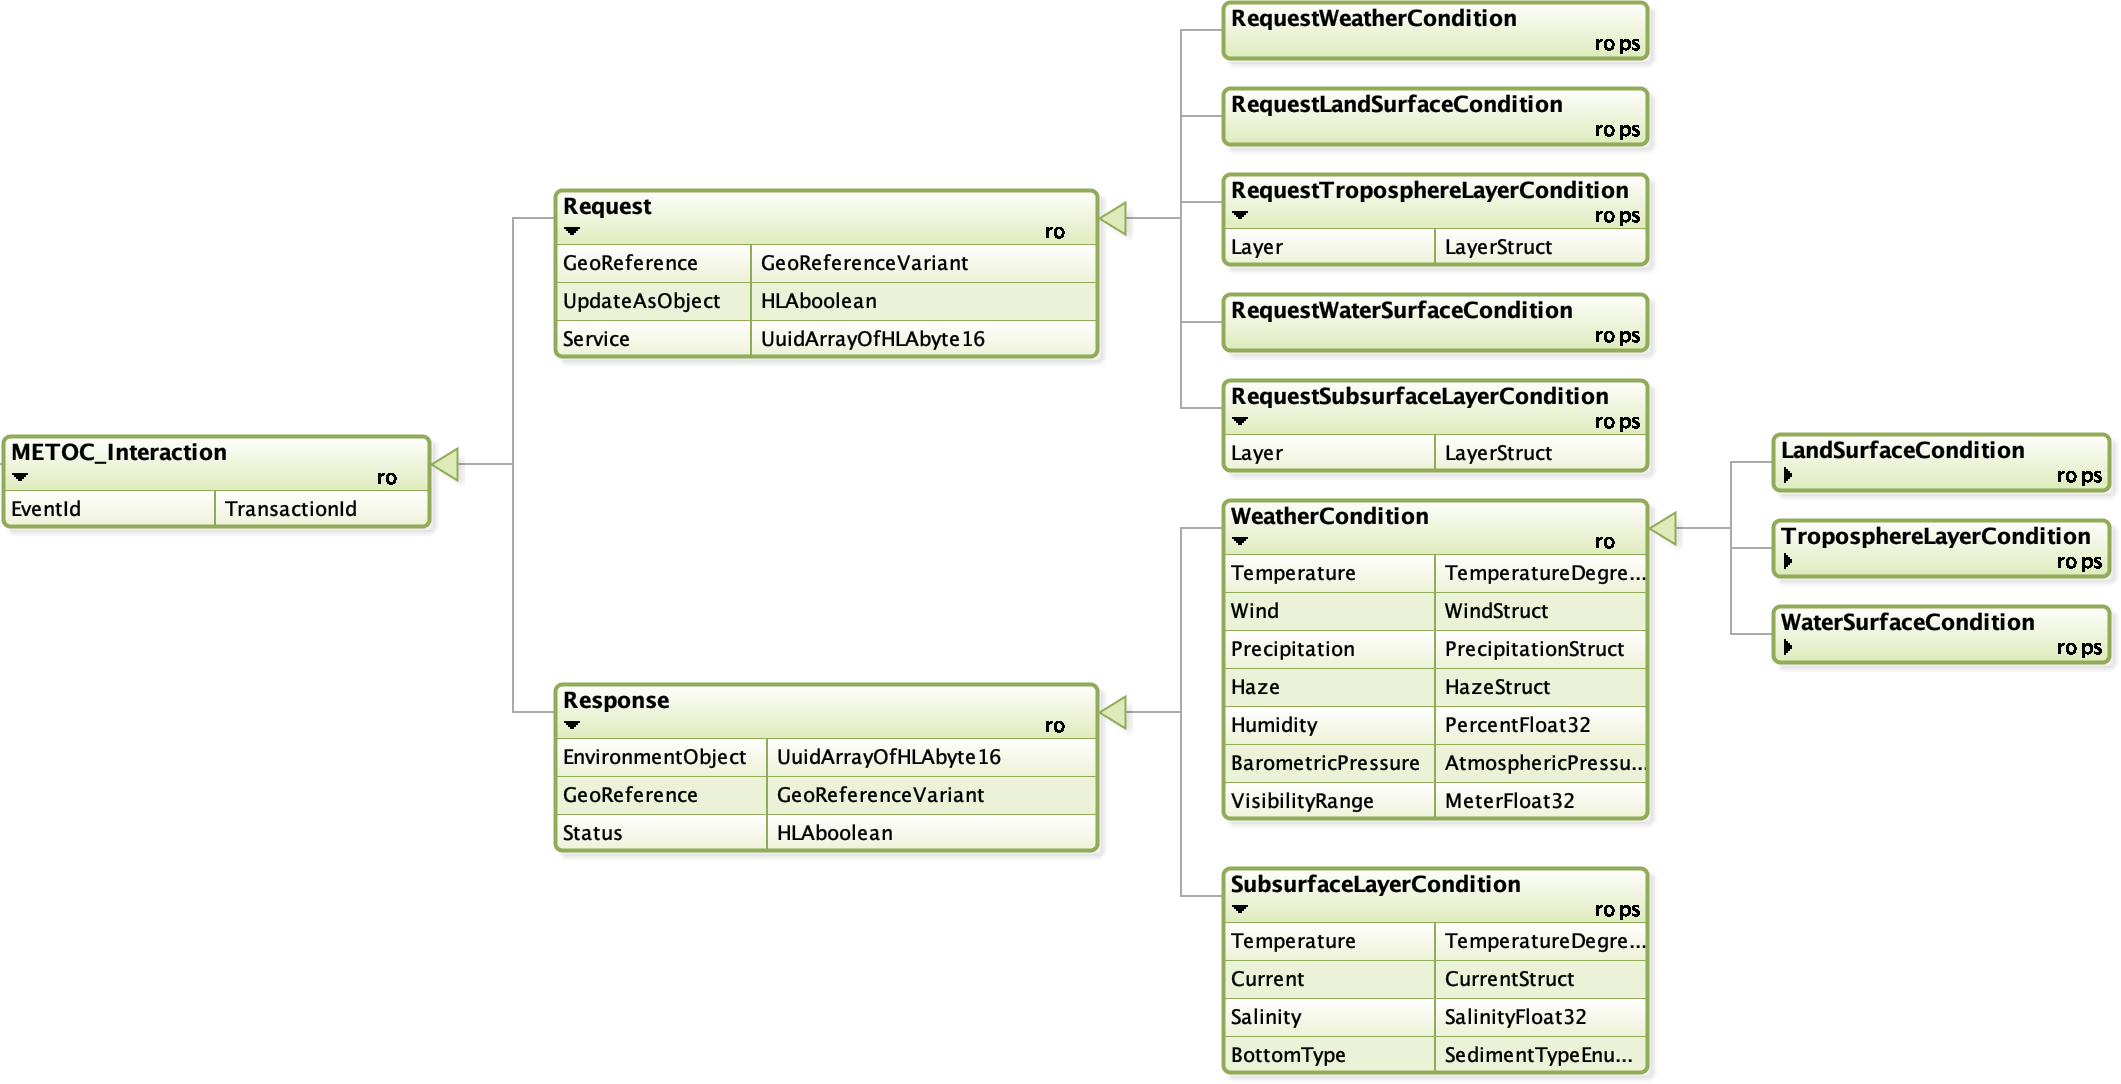 METOC_Interaction
ro
EventId TransactionId
Request
ro
GeoReference GeoReferenceVariant
UpdateAsObject HLAboolean
Service UuidArrayOfHLAbyte16
Response
ro
EnvironmentObject UuidArrayOfHLAbyte16
GeoReference GeoReferenceVariant
Status HLAboolean
RequestWeatherCondition
ro ps
RequestLandSurfaceCondition
ro ps
RequestTroposphereLayerCondition
ro ps
Layer LayerStruct
RequestWaterSurfaceCondition
ro ps
RequestSubsurfaceLayerCondition
ro ps
Layer LayerStruct
WeatherCondition
ro
Temperature TemperatureDegre...
Wind WindStruct
Precipitation PrecipitationStruct
Haze HazeStruct
Humidity PercentFloat32
BarometricPressure AtmosphericPressu...
VisibilityRange MeterFloat32
SubsurfaceLayerCondition
ro ps
Temperature TemperatureDegre...
Current CurrentStruct
Salinity SalinityFloat32
BottomType SedimentTypeEnu...
LandSurfaceCondition
ro ps
TroposphereLayerCondition
ro ps
WaterSurfaceCondition
ro ps